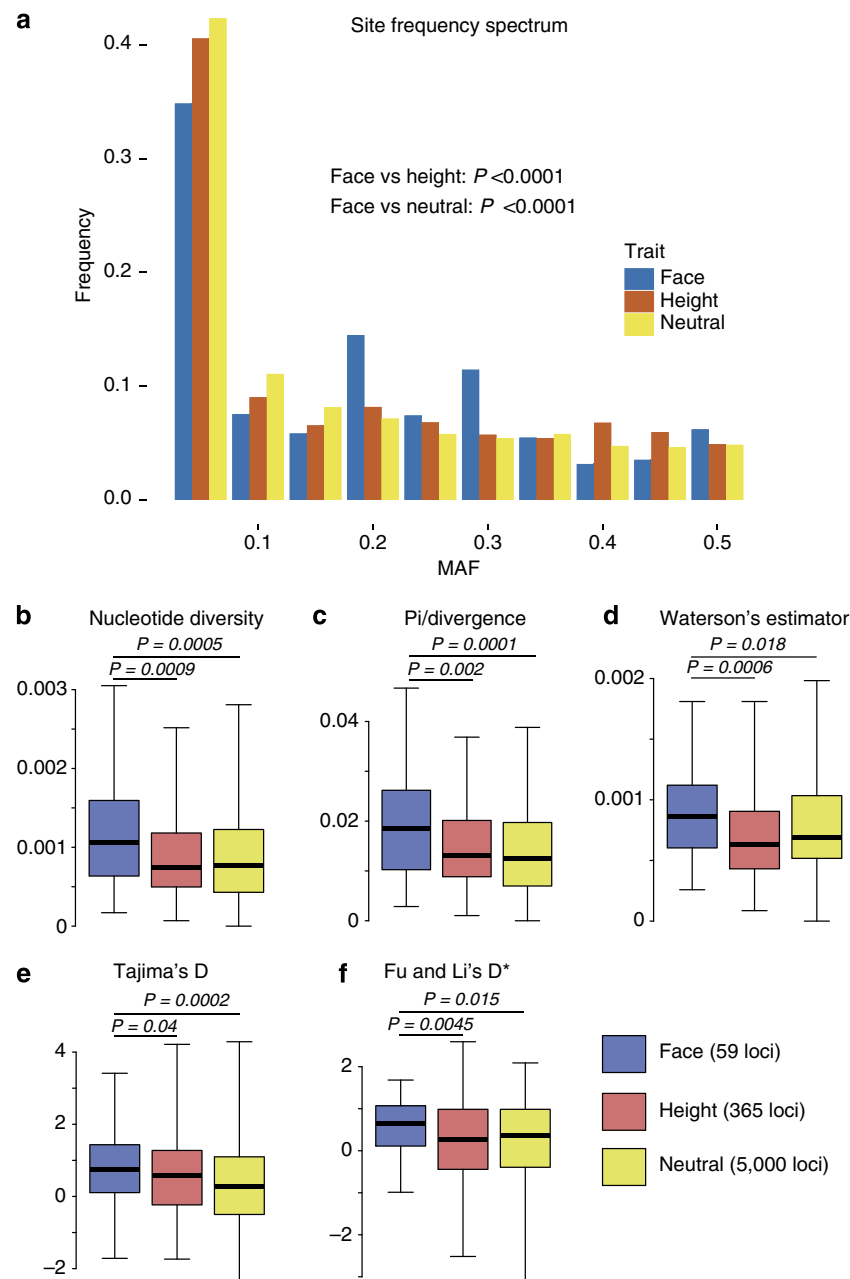 a
Site frequency spectrum
0.4
0.3
0.2
0.1
0.0
Frequency
Face vs height: P <0.0001
Face vs neutral: P <0.0001
Trait
Face
Height
Neutral
0.1 0.2 0.3 0.4 0.5
MAF
b Nucleotide diversity
P = 0.0005
P = 0.0009
0.003
0.002
0.001
0
c Pi/divergence
P = 0.0001
P = 0.002
0.04
0.02
0
d Waterson's estimator
P = 0.018
P = 0.0006
0.002
0.001
0
e Tajima's D
P = 0.0002
P = 0.04
4
2
0
–2
f Fu and Li's D*
P = 0.015
P = 0.0045
2
0
–2
Face (59 loci)
Height (365 loci)
Neutral (5,000 loci)